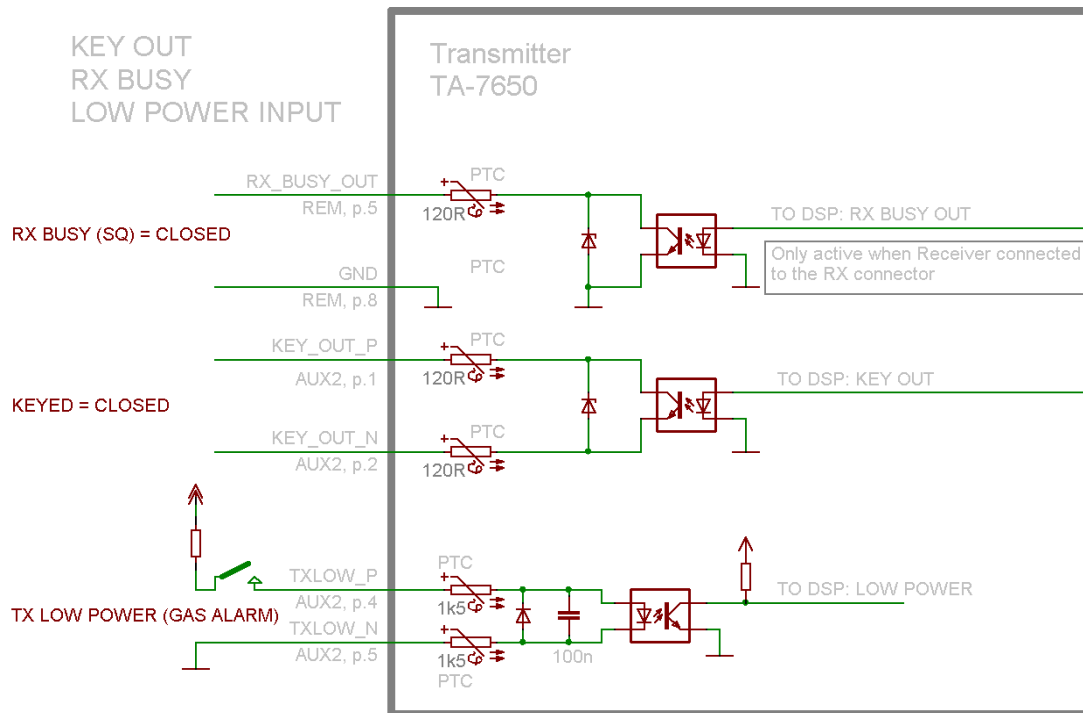 KEY OUT
RX BUSY
LOW POWER INPUT
Transmitter
TA-7650
RX_BUSY_OUT
REM, p.5
PTC
120R
RX BUSY (SQ) = CLOSED
TO DSP: RX BUSY OUT
Only active when Receiver connected
to the RX connector
GND
REM, p.8
PTC
KEY_OUT_P
AUX2, p.1
PTC
120R
KEYED = CLOSED
TO DSP: KEY OUT
KEY_OUT_N
AUX2, p.2
PTC
120R
TXLOW_P
AUX2, p.4
PTC
1k5
TO DSP: LOW POWER
TX LOW POWER (GAS ALARM)
TXLOW_N
AUX2, p.5
1k5
PTC
100n